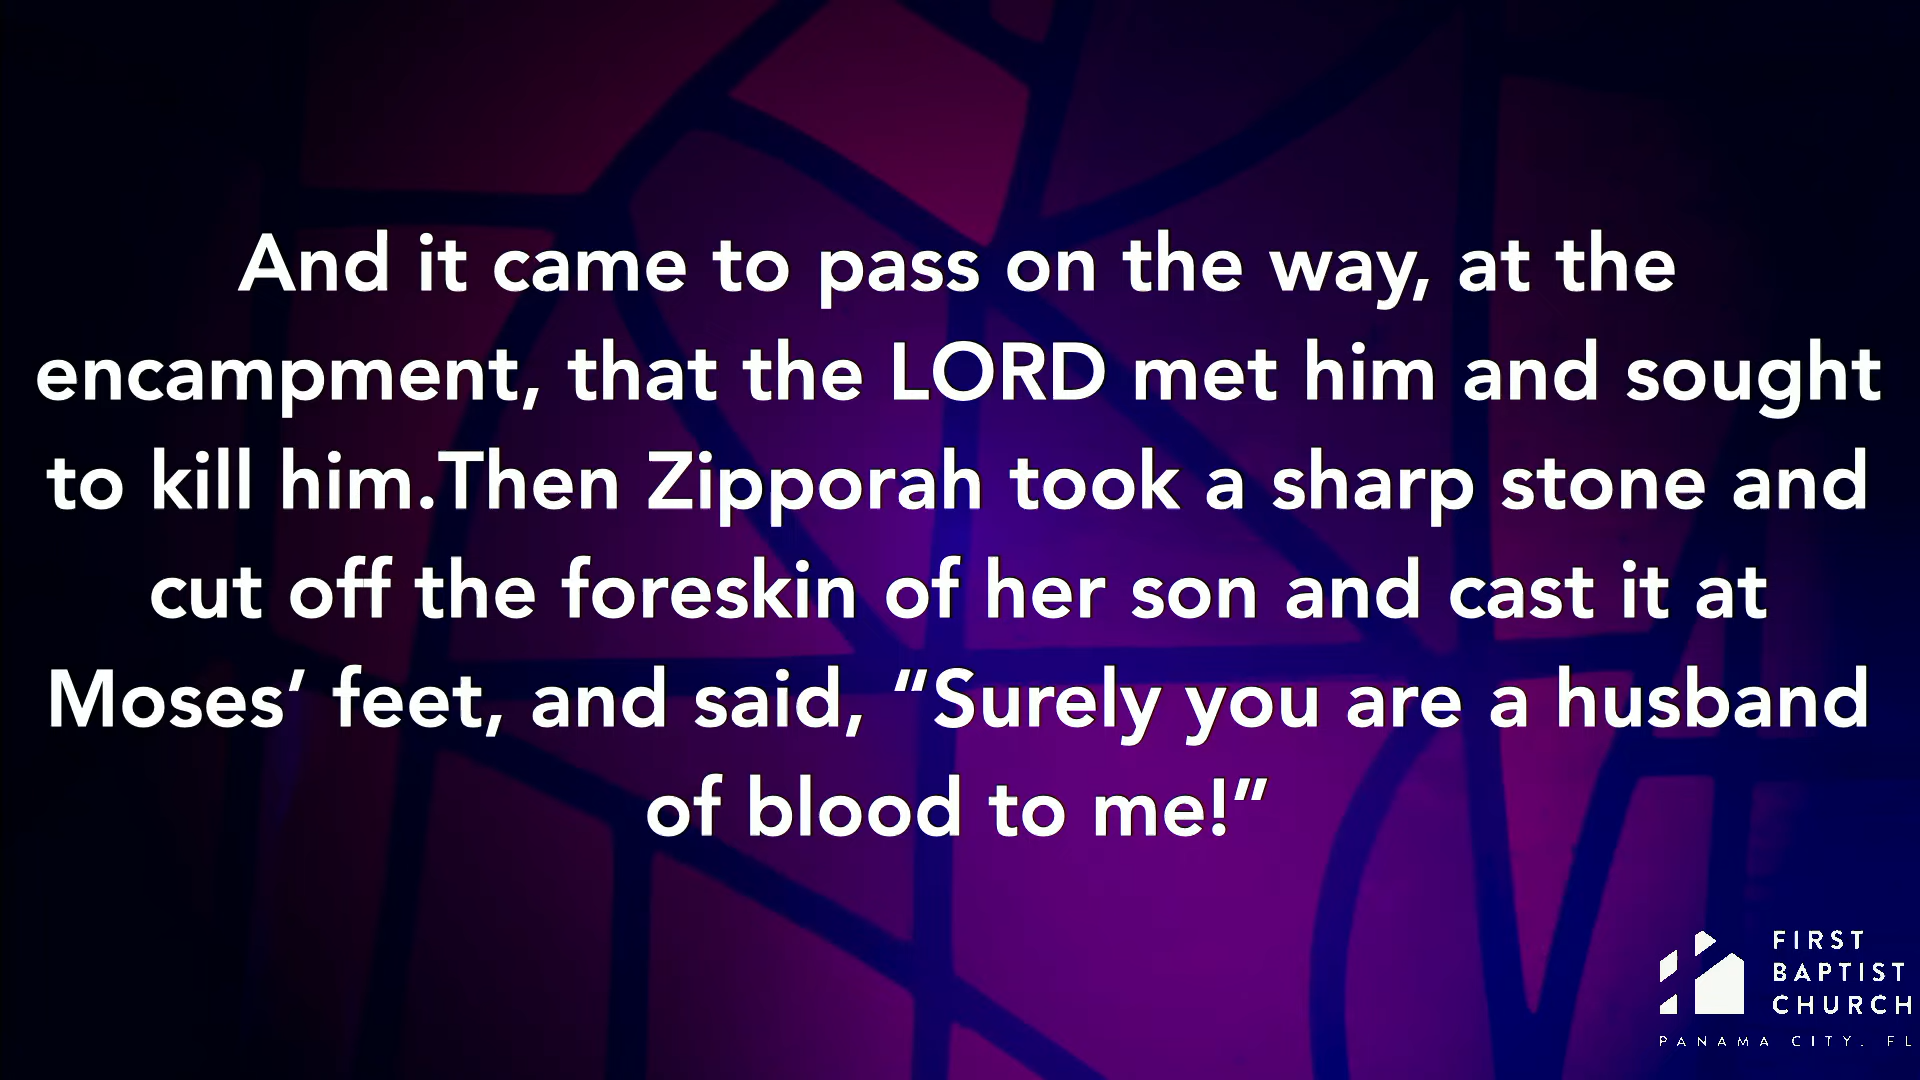 And it came to pass on the way, at the
encampment, that the LORD met him and sought
to kill him.Then Zipporah took a sharp stone and
cut off the foreskin of her son and cast it at
Moses’ feet, and said, “Surely you are a husband
of blood to me!”
FIRST
BAPTIST
CHURCH
PANAMA CITY, FL